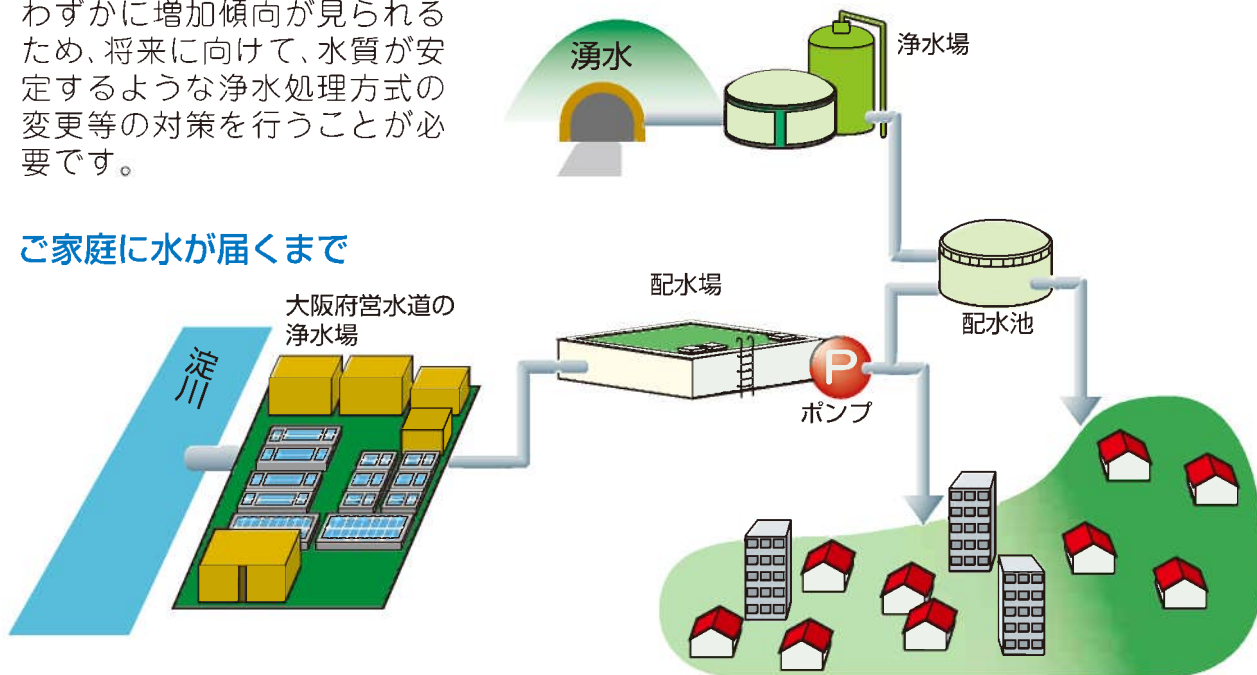 わずかに増加傾向が見られる
ため、将来に向けて、水質が安
定するような浄水処理方式の
変更等の対策を行うことが必
要です。
湧水
浄水場
ご家庭に水が届くまで
大阪府営水道の
浄水場
淀川
配水場
P
ポンプ
配水池